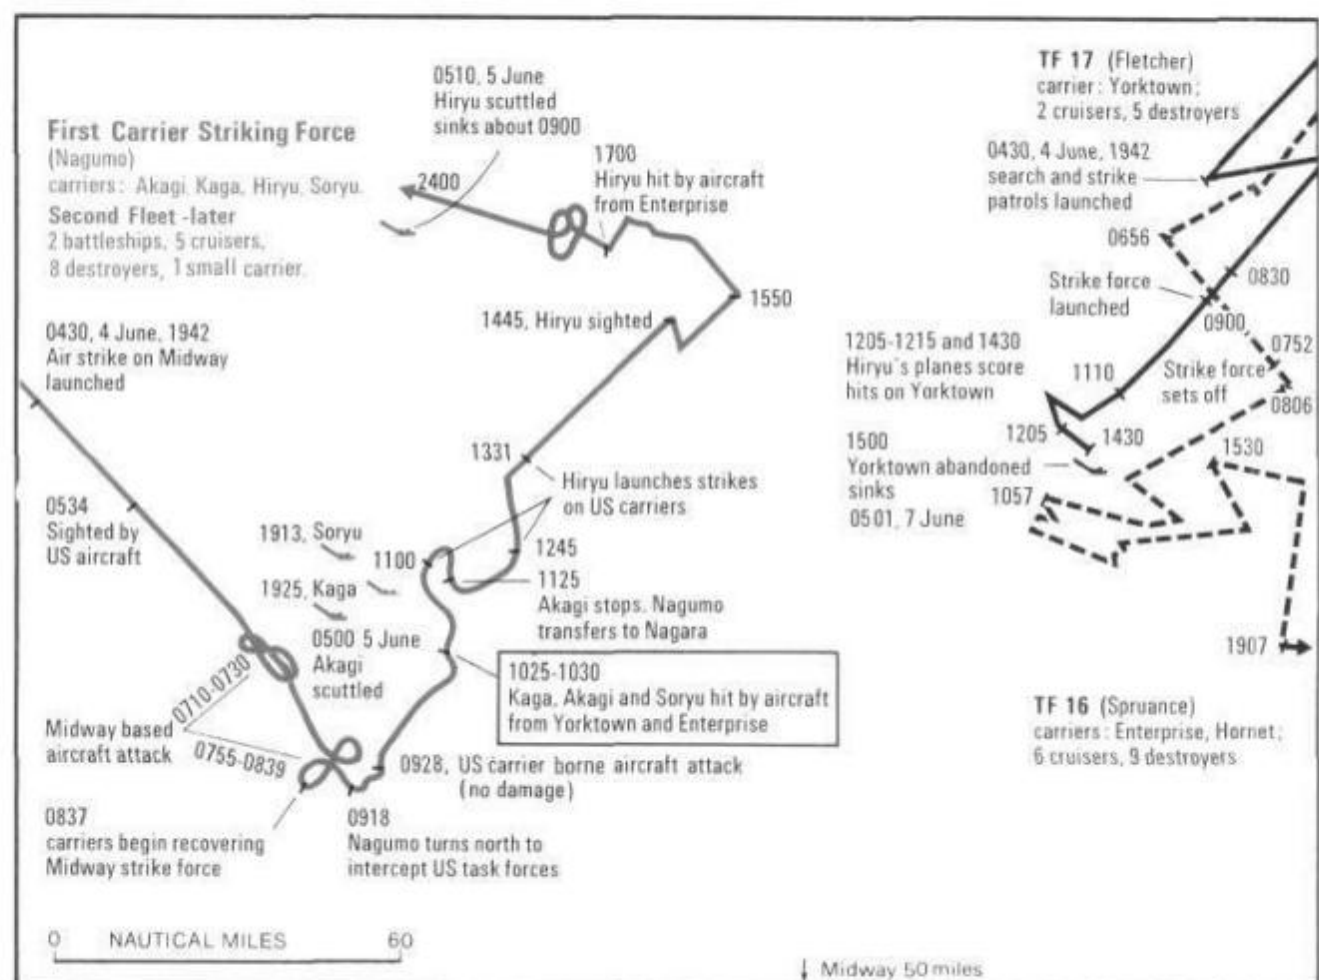 First Carrier Striking Force
(Nagumo)
carriers: Akagi, Kaga, Hiryu, Soryu.
Second Fleet -later
2 battleships, 5 cruisers,
8 destroyers, 1 small carrier.
0510, 5 June
Hiryu scuttled
sinks about 0900
2400
1700
Hiryu hit by aircraft
from Enterprise
1550
1445, Hiryu sighted
0430, 4 June, 1942
Air strike on Midway
launched
0534
Sighted by
US aircraft
1331
Hiryu launches strikes
on US carriers
1913, Soryu
1100
1245
1925, Kaga
1125
Akagi stops, Nagumo
transfers to Nagara
0500 5 June
Akagi
scuttled
1025-1030
Kaga, Akagi and Soryu hit by aircraft
from Yorktown and Enterprise
0710-0730
Midway based
aircraft attack
0755-0839
0928, US carrier borne aircraft attack
(no damage)
0837
carriers begin recovering
Midway strike force
0918
Nagumo turns north to
intercept US task forces
TF 17 (Fletcher)
carrier: Yorktown;
2 cruisers, 5 destroyers
0430, 4 June, 1942
search and strike
patrols launched
0656
Strike force
launched
0830
0900
0752
1205-1215 and 1430
Hiryu's planes score
hits on Yorktown
1110
Strike force
sets off
0806
1205
1430
1500
Yorktown abandoned
sinks
0501, 7 June
1530
1057
1907
TF 16 (Spruance)
carriers: Enterprise, Hornet;
6 cruisers, 9 destroyers
0 NAUTICAL MILES 60
↓ Midway 50 miles